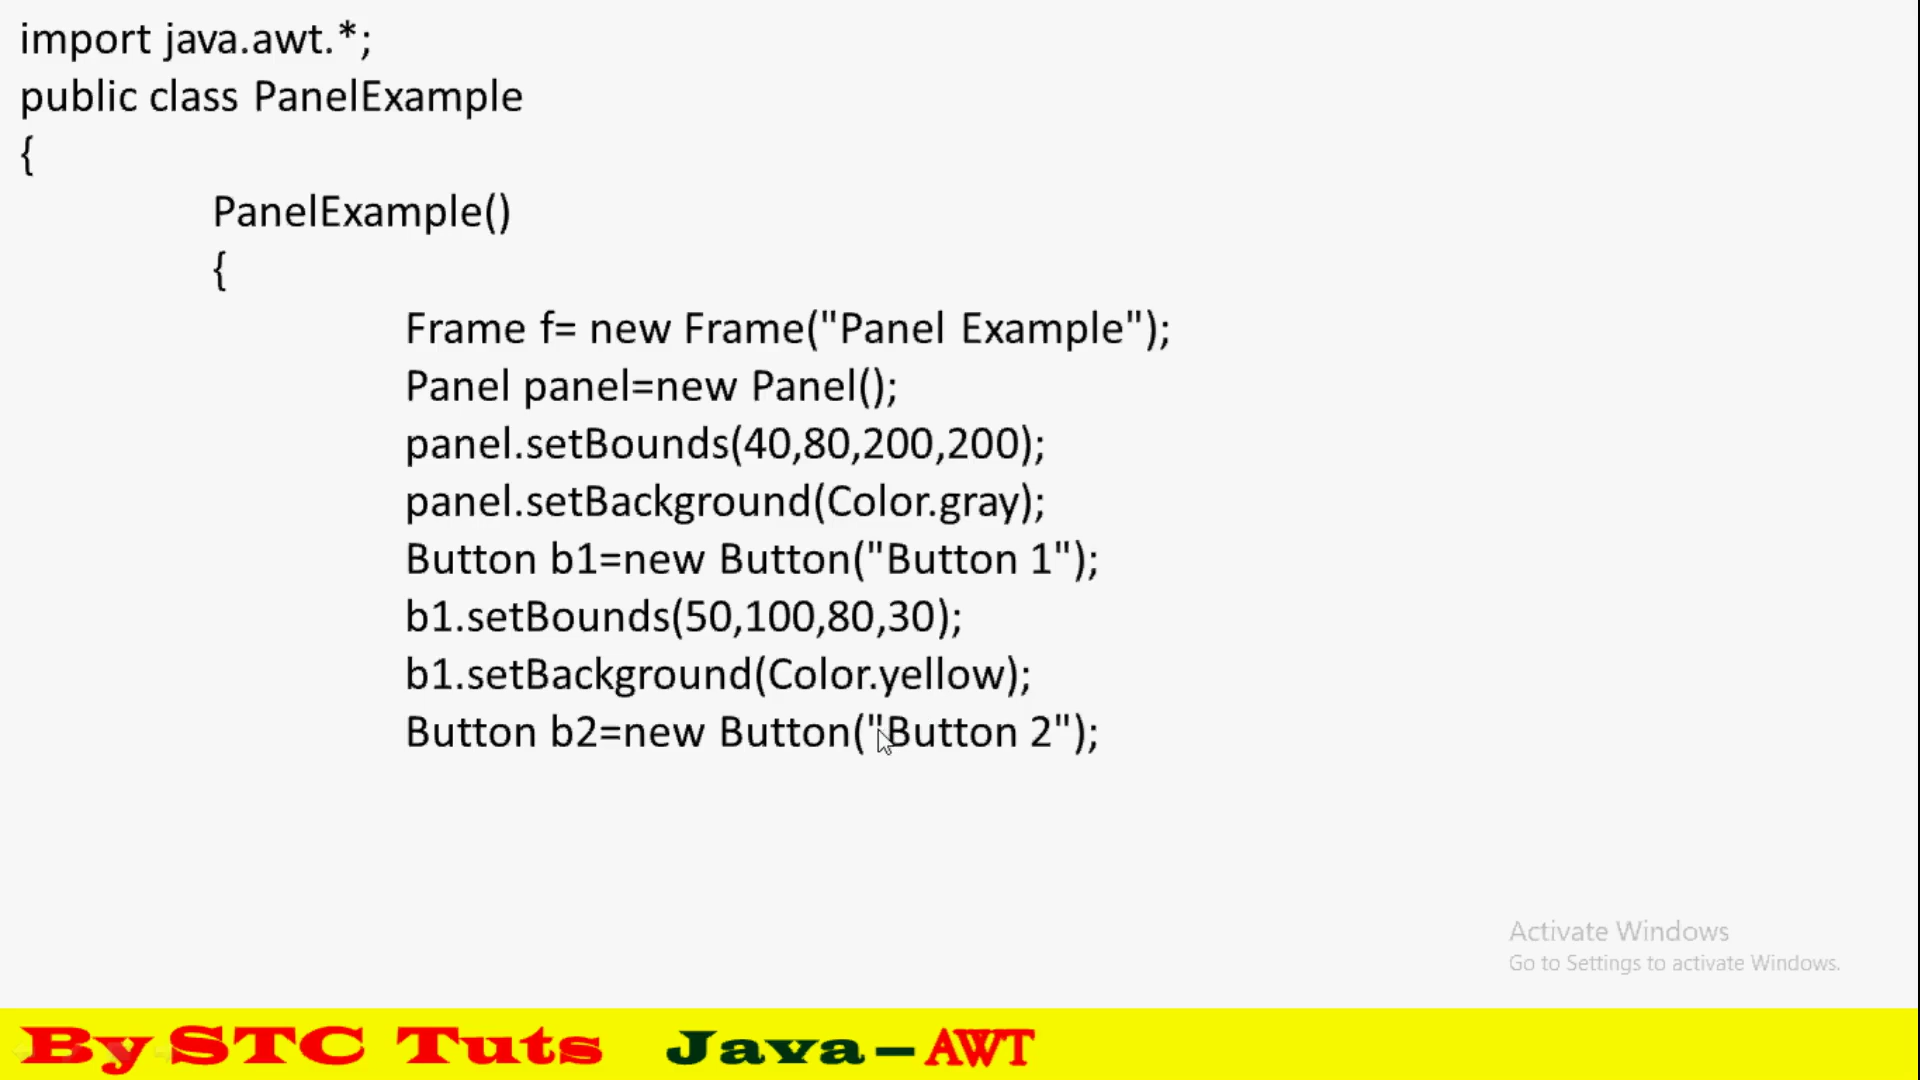 import java.awt.*;
public class PanelExample
{
PanelExample()
{
Frame f= new Frame("Panel Example");
Panel panel=new Panel();
panel.setBounds(40,80,200,200);
panel.setBackground(Color.gray);
Button b1=new Button("Button 1");
b1.setBounds(50,100,80,30);
b1.setBackground(Color.yellow);
Button b2=new Button("Button 2");
Activate Windows
Go to Settings to activate Windows.
By STC Tuts Java-AWT